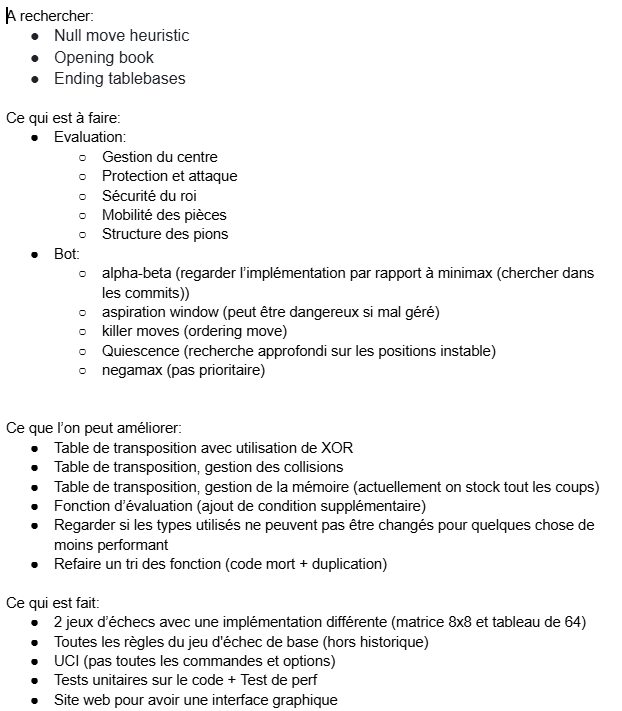 A rechercher:
● Null move heuristic
● Opening book
● Ending tablebases
Ce qui est à faire:
● Evaluation:
○ Gestion du centre
○ Protection et attaque
○ Sécurité du roi
○ Mobilité des pièces
○ Structure des pions
● Bot:
○ alpha-beta (regarder l’implémentation par rapport à minimax (chercher dans
les commits))
○ aspiration window (peut être dangereux si mal géré)
○ killer moves (ordering move)
○ Quiescence (recherche approfondi sur les positions instable)
○ negamax (pas prioritaire)
Ce que l’on peut améliorer:
● Table de transposition avec utilisation de XOR
● Table de transposition, gestion des collisions
● Table de transposition, gestion de la mémoire (actuellement on stock tout les coups)
● Fonction d’évaluation (ajout de condition supplémentaire)
● Regarder si les types utilisés ne peuvent pas être changés pour quelques chose de
moins performant
● Refaire un tri des fonction (code mort + duplication)
Ce qui est fait:
● 2 jeux d’échecs avec une implémentation différente (matrice 8x8 et tableau de 64)
● Toutes les règles du jeu d'échec de base (hors historique)
● UCI (pas toutes les commandes et options)
● Tests unitaires sur le code + Test de perf
● Site web pour avoir une interface graphique